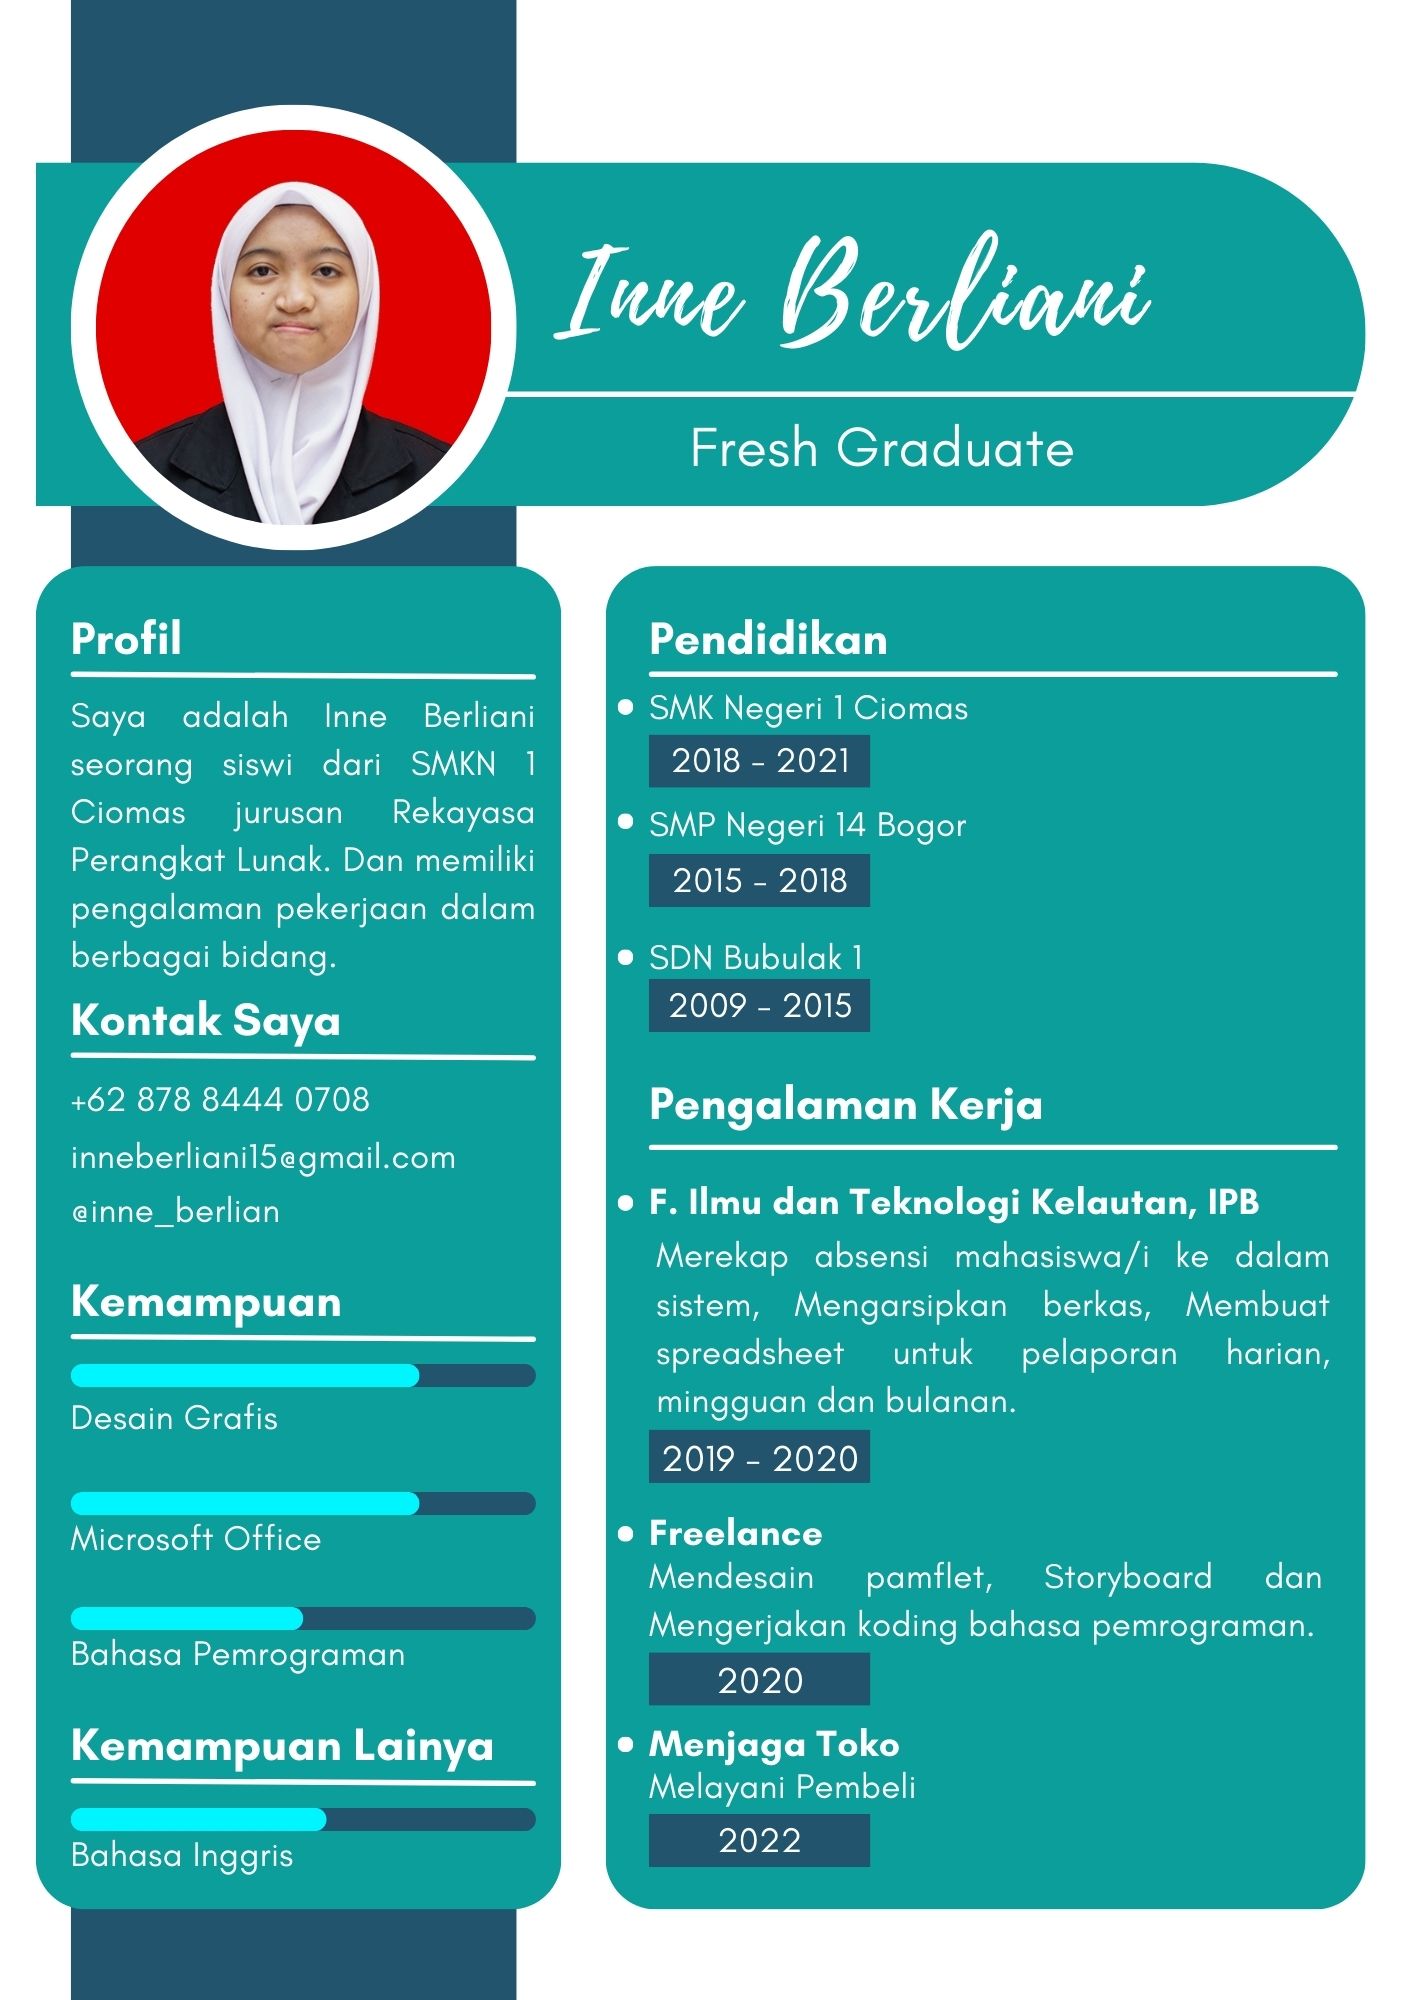 Inne Berliani
Fresh Graduate
Profil
Saya adalah Inne Berliani
seorang siswi dari SMKN 1
Ciomas jurusan Rekayasa
Perangkat Lunak. Dan memiliki
pengalaman pekerjaan dalam
berbagai bidang.
Kontak Saya
+62 878 8444 0708
inneberliani15@gmail.com
@inne_berlian
Kemampuan
Desain Grafis
Microsoft Office
Bahasa Pemrograman
Kemampuan Lainya
Bahasa Inggris
Pendidikan
SMK Negeri 1 Ciomas
2018 - 2021
SMP Negeri 14 Bogor
2015 - 2018
SDN Bubulak 1
2009 - 2015
Pengalaman Kerja
F. Ilmu dan Teknologi Kelautan, IPB
Merekap absensi mahasiswa/i ke dalam
sistem, Mengarsipkan berkas, Membuat
spreadsheet untuk pelaporan harian,
mingguan dan bulanan.
2019 - 2020
Freelance
Mendesain pamflet, Storyboard dan
Mengerjakan koding bahasa pemrograman.
2020
Menjaga Toko
Melayani Pembeli
2022